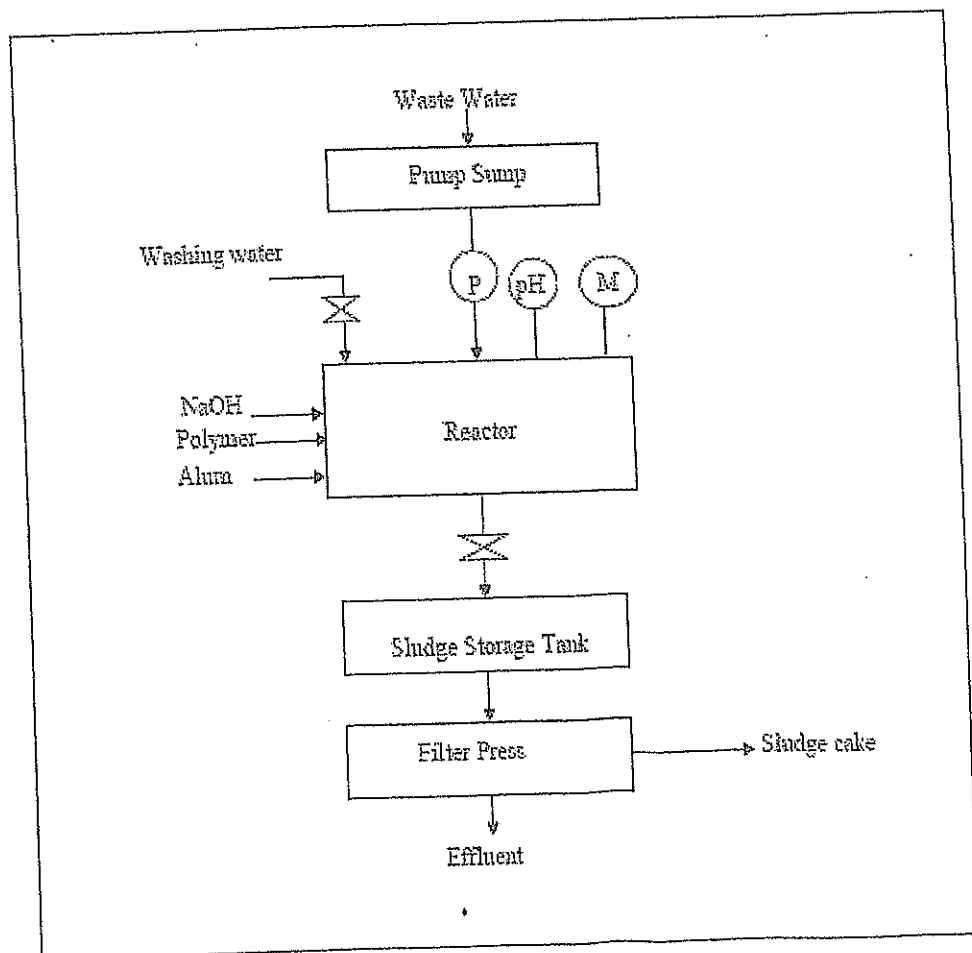 Waste Water
Pump Sump
Washing water
P
pH
M
NaOH
Polymer
Alum
Reactor
Sludge Storage Tank
Filter Press
Sludge cake
Effluent